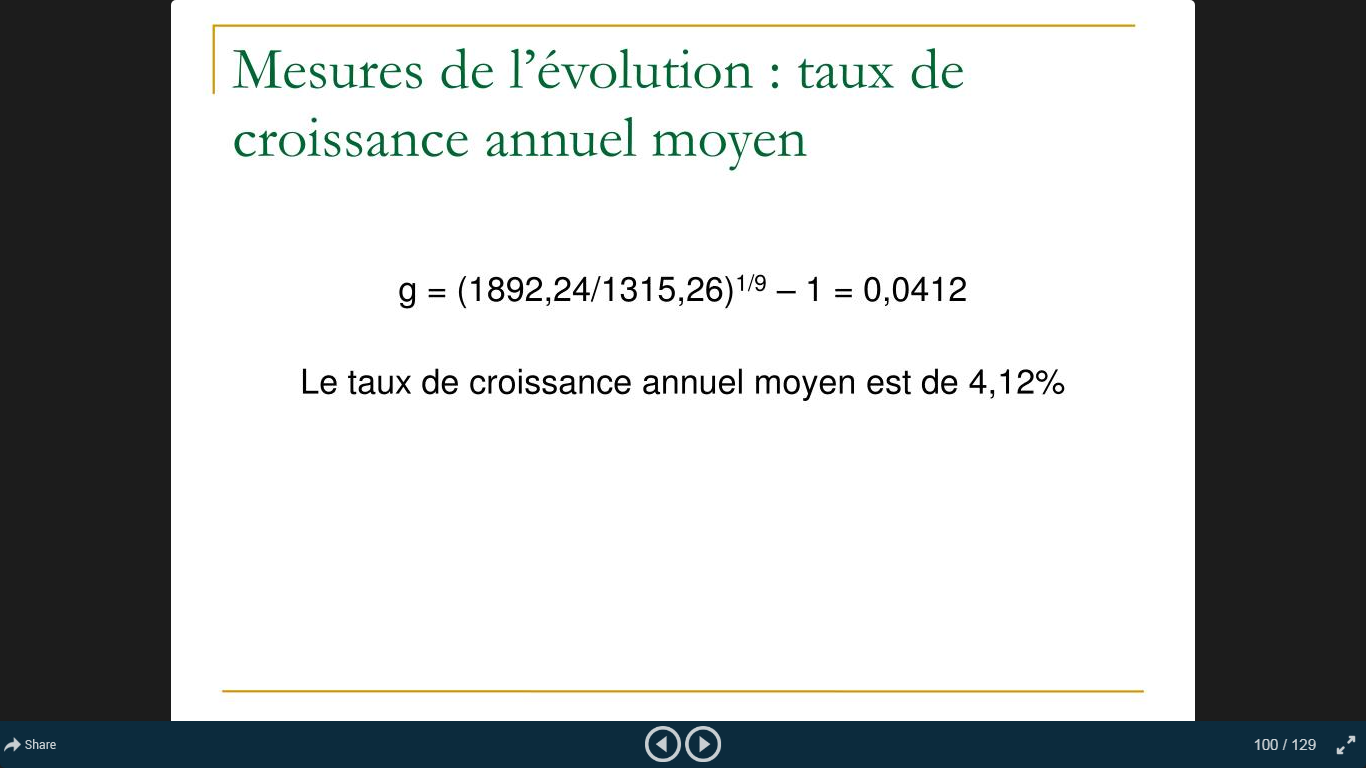 Mesures de l’évolution : taux de
croissance annuel moyen
g = (1892,24/1315,26)1/9 – 1 = 0,0412
Le taux de croissance annuel moyen est de 4,12%
Share
100 / 129